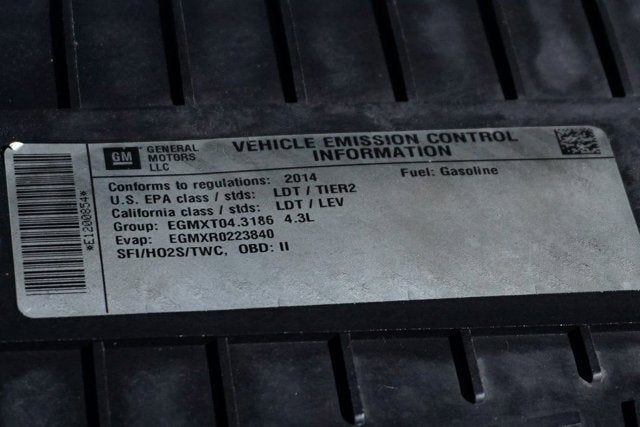 GM
GENERAL
MOTORS
LLC
VEHICLE EMISSION CONTROL
INFORMATION
Conforms to regulations: 2014
Fuel: Gasoline
U.S. EPA class / stds: LDT / TIER2
California class / stds: LDT / LEV
Group: EGMXT04.3186 4.3L
Evap: EGMXR0223840
SFI/HO2S/TWC, OBD: II
*E1200854*